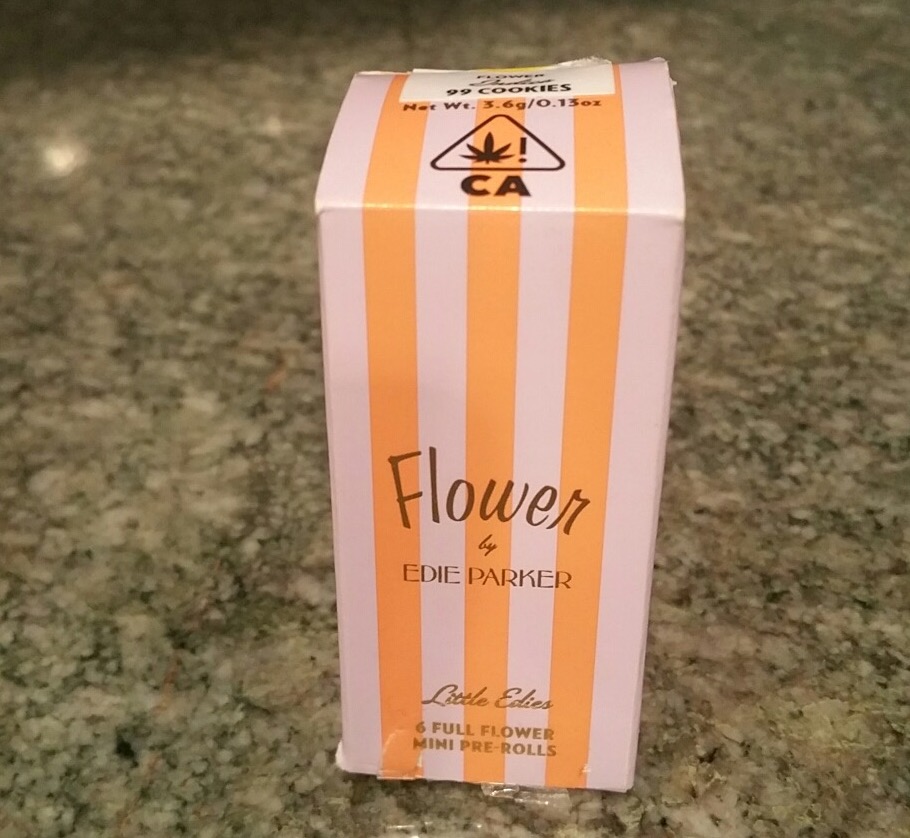 FLOWER
Indica
99 COOKIES
Net Wt. 3.6g/0.13oz
!
CA
Flower
by
EDIE PARKER
Little Edies
6 FULL FLOWER
MINI PRE-ROLLS